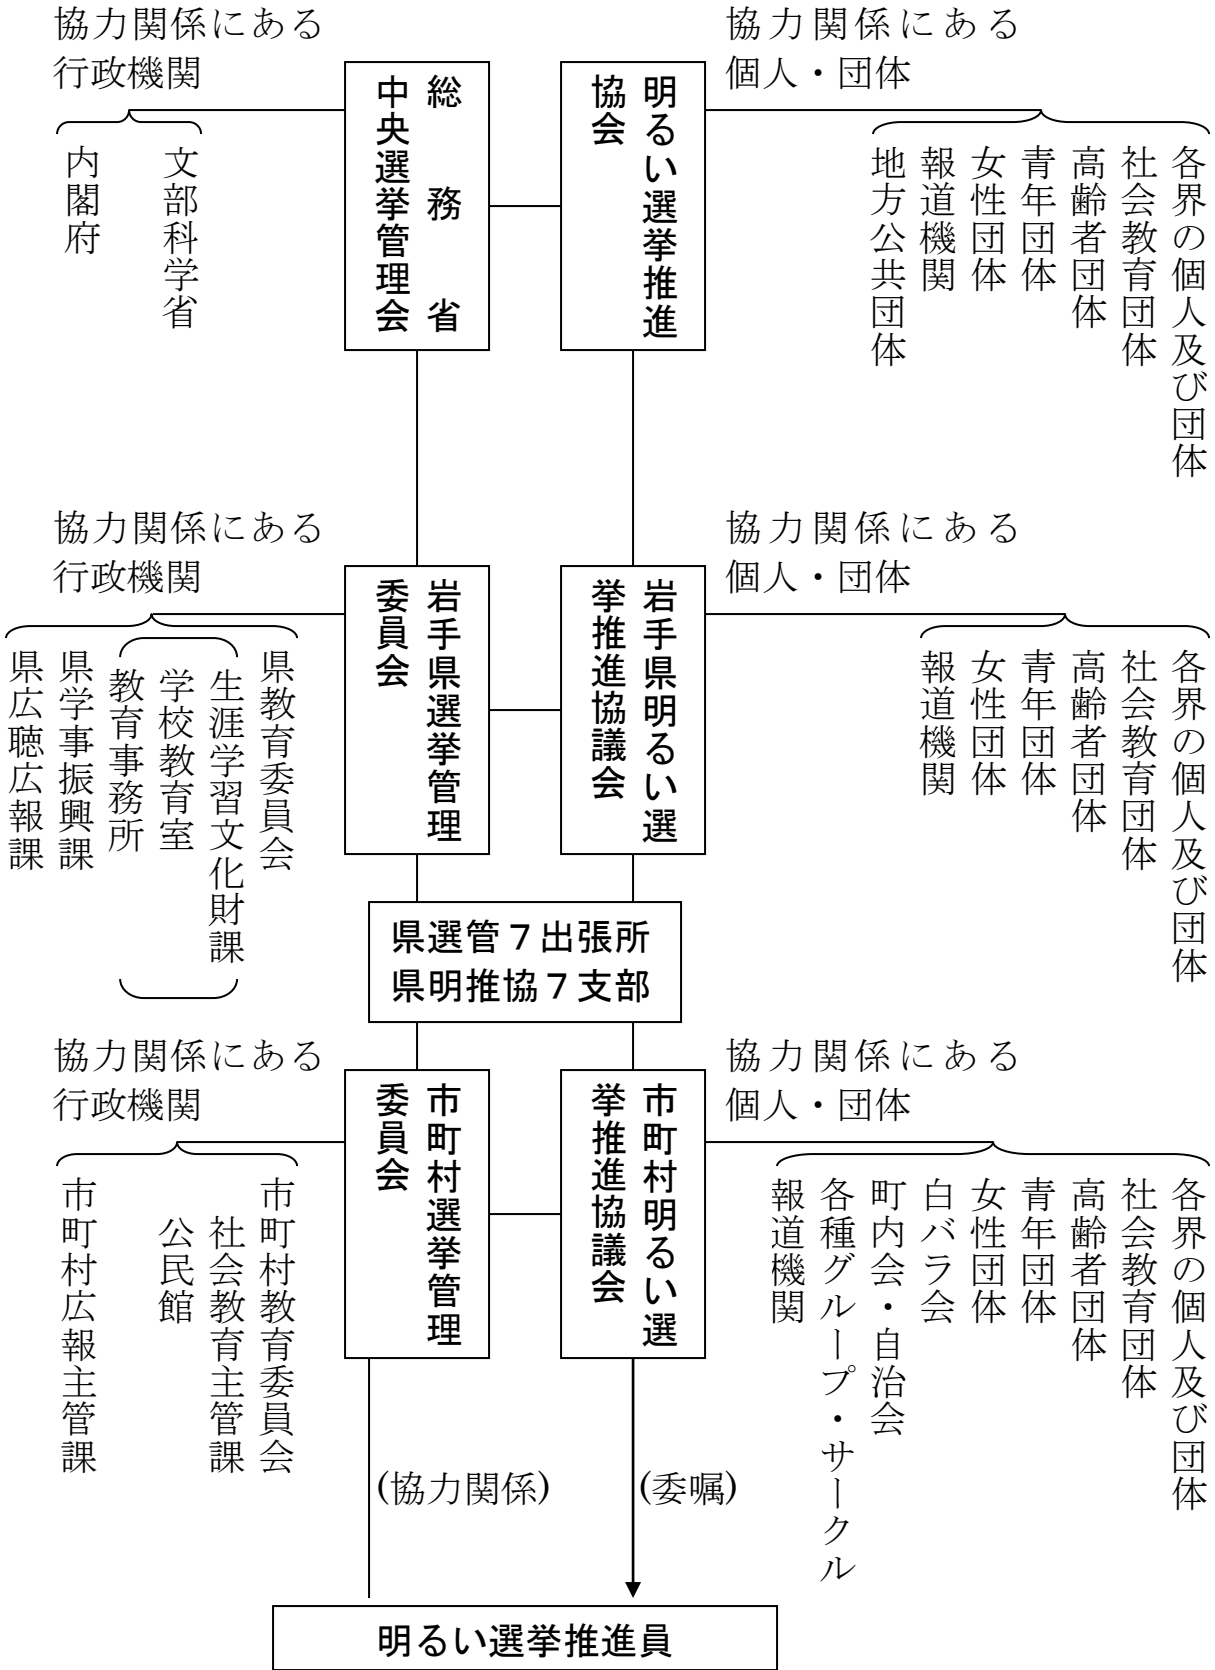 協力関係にある
行政機関
文部科学省
内閣府
総務省
中央選挙管理会
明るい選挙推進
協会
協力関係にある
個人・団体
各界の個人及び団体
社会教育団体
高齢者団体
青年団体
女性団体
報道機関
地方公共団体
協力関係にある
行政機関
県教育委員会
生涯学習文化財課
学校教育室
教育事務所
県学事振興課
県広聴広報課
岩手県選挙管理
委員会
岩手県明るい選
挙推進協議会
協力関係にある
個人・団体
各界の個人及び団体
社会教育団体
高齢者団体
青年団体
女性団体
報道機関
県選管７出張所
県明推協７支部
協力関係にある
行政機関
市町村教育委員会
社会教育主管課
公民館
市町村広報主管課
市町村選挙管理
委員会
市町村明るい選
挙推進協議会
協力関係にある
個人・団体
各界の個人及び団体
社会教育団体
高齢者団体
青年団体
女性団体
白バラ会
町内会・自治会
各種グループ・サークル
報道機関
(協力関係)
(委嘱)
明るい選挙推進員